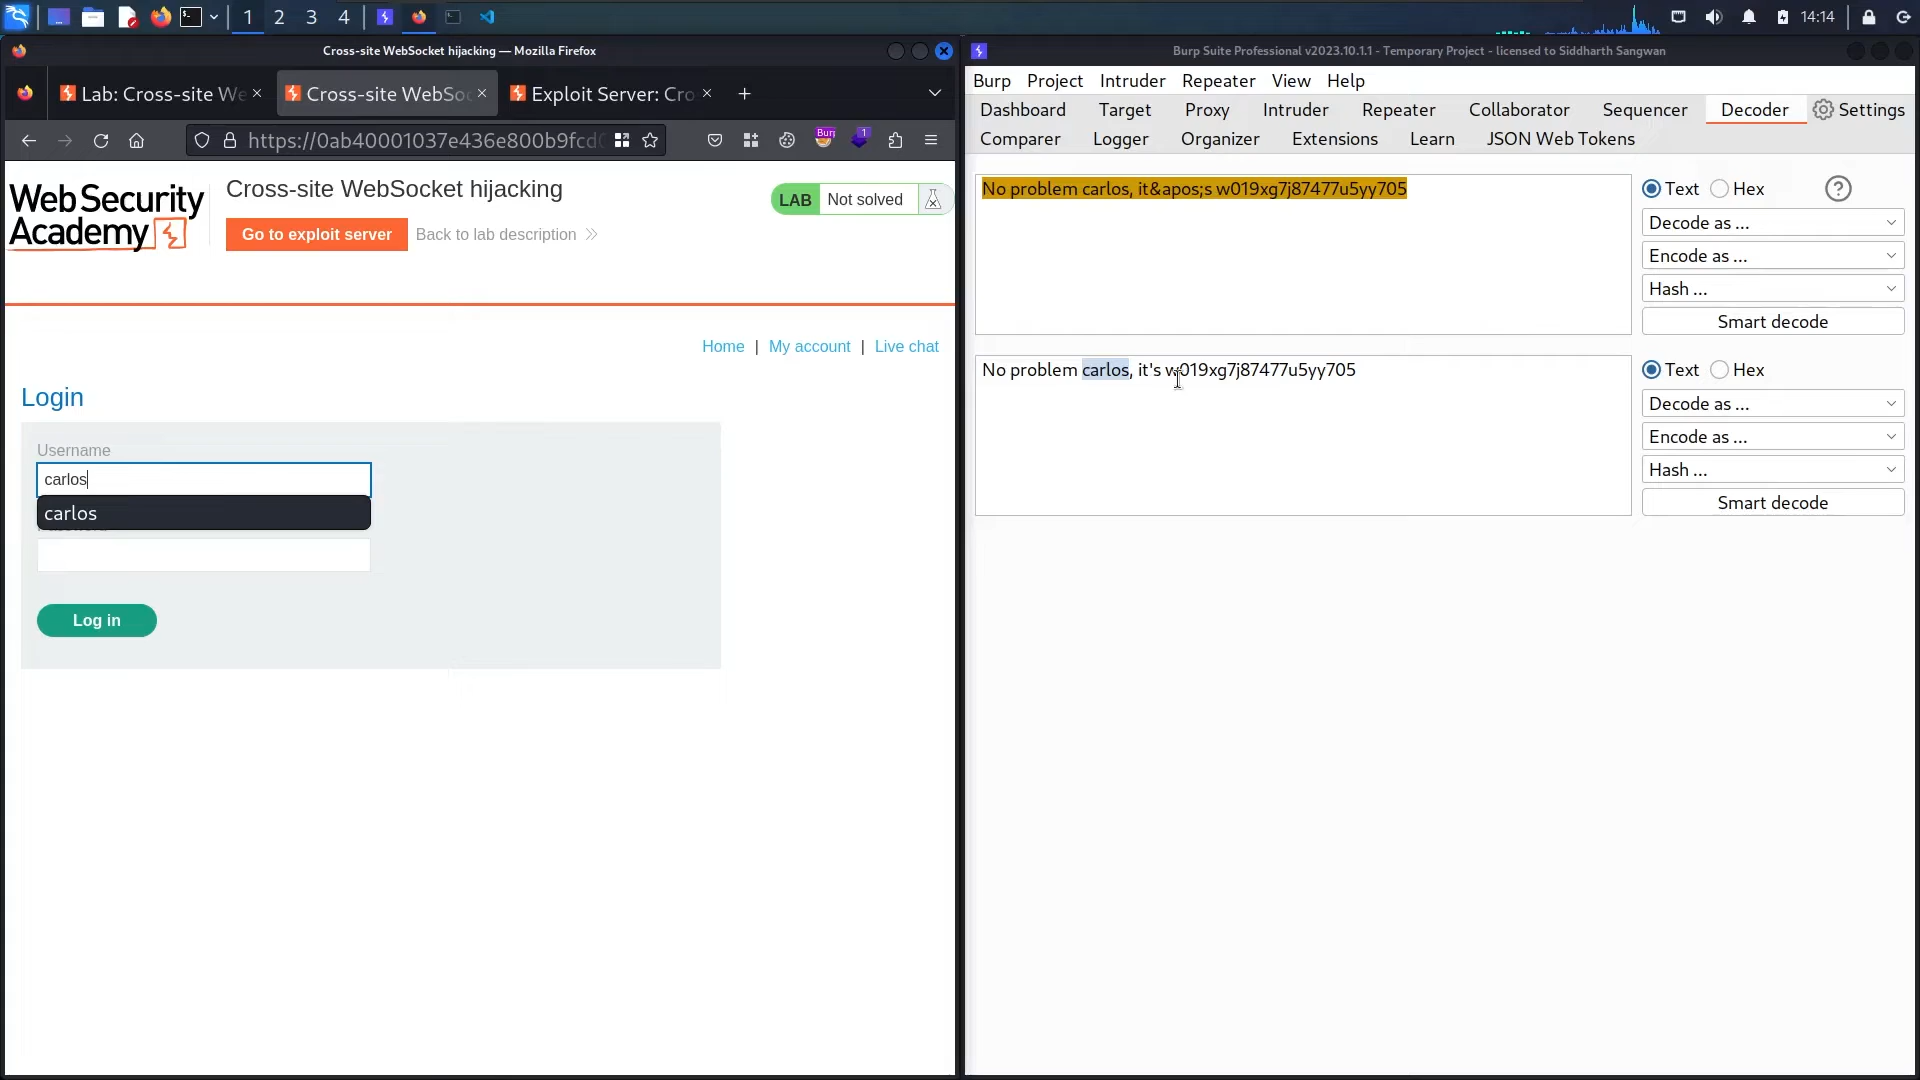 1 2 3 4
14:14
Cross-site WebSocket hijacking — Mozilla Firefox
Lab: Cross-site We
Cross-site WebSoc
Exploit Server: Cro
https://0ab40001037e436e800b9fcd
Burp
1
Web Security
Academy
Cross-site WebSocket hijacking
Go to exploit server
Back to lab description
LAB
Not solved
Home | My account | Live chat
Login
Username
carlos
carlos
Log in
Burp Suite Professional v2023.10.1.1 - Temporary Project - licensed to Siddharth Sangwan
Burp Project Intruder Repeater View Help
Dashboard Target Proxy Intruder Repeater Collaborator Sequencer Decoder Settings
Comparer Logger Organizer Extensions Learn JSON Web Tokens
No problem carlos, it&apos;s w019xg7j87477u5yy705
Text Hex ?
Decode as ...
Encode as ...
Hash ...
Smart decode
No problem carlos, it's w019xg7j87477u5yy705
Text Hex
Decode as ...
Encode as ...
Hash ...
Smart decode